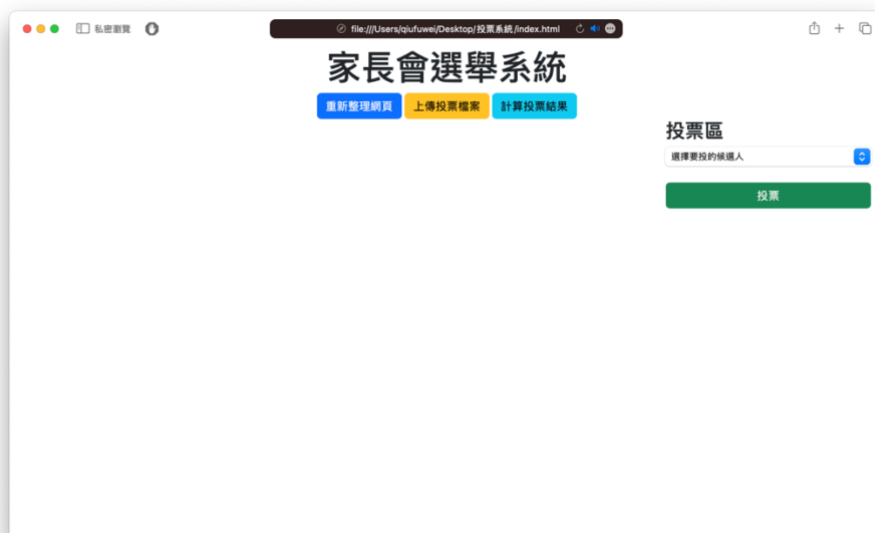 私密瀏覽
file:///Users/qiufuwei/Desktop/投票系統/index.html
家長會選舉系統
重新整理網頁 上傳投票檔案 計算投票結果
投票區
選擇要投的候選人
投票